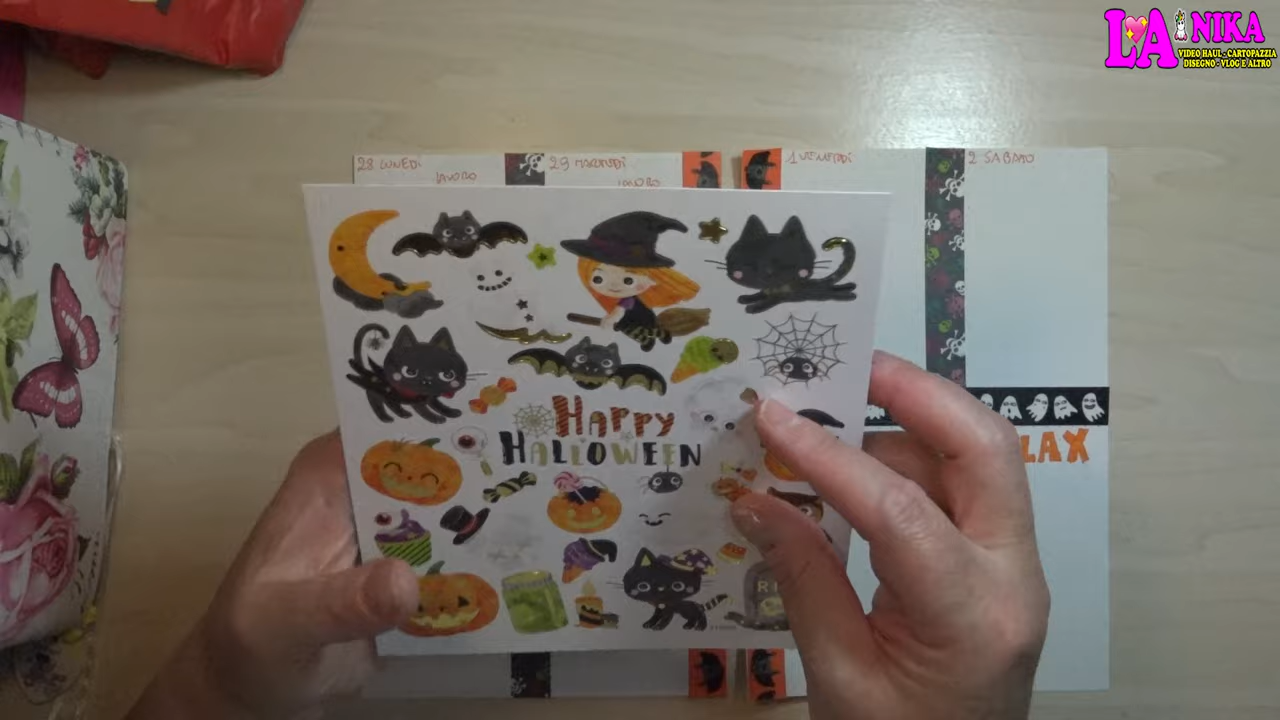 LA NIKA
VIDEO HAUL - CARTOPAZZIA
DISEGNO - VLOG E ALTRO
28 LUNEDì
LAVORO
29 MARTEDì
LAVORO
1 VENERDì
2 SABATO
HAPPY
HALLOWEEN
LAX
RI